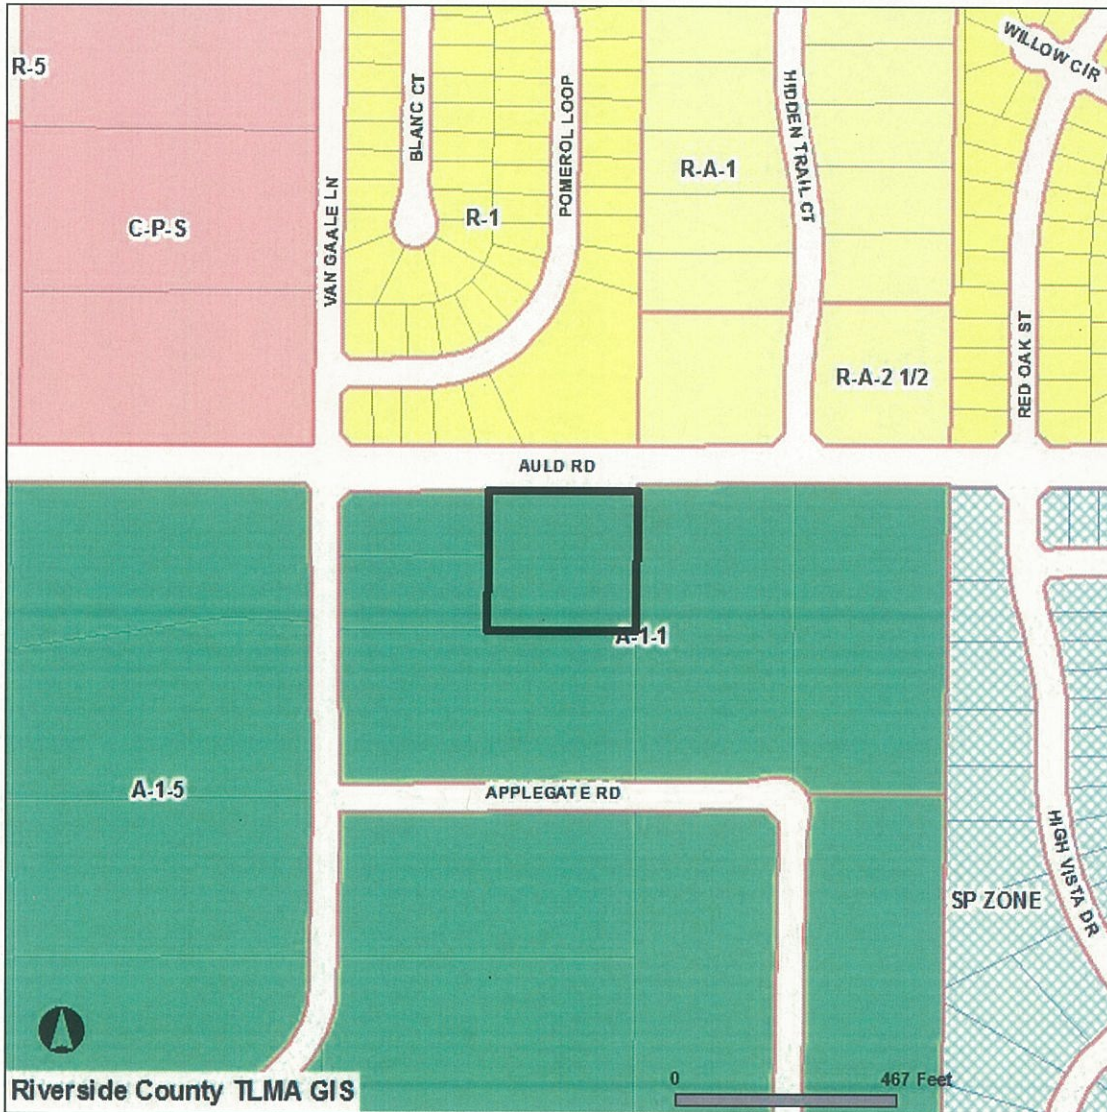 R-5
WILLOW CIR
BLANC CT
POMEROL LOOP
HIDDEN TRAIL CT
R-A-1
VAN GAALE LN
R-1
C-P-S
RED OAK ST
R-A-2 1/2
AULD RD
A-1-1
A-1-5
APPLEGATE RD
HIGH VISTA DR
SP ZONE
Riverside County TLMA GIS
0 467 Feet